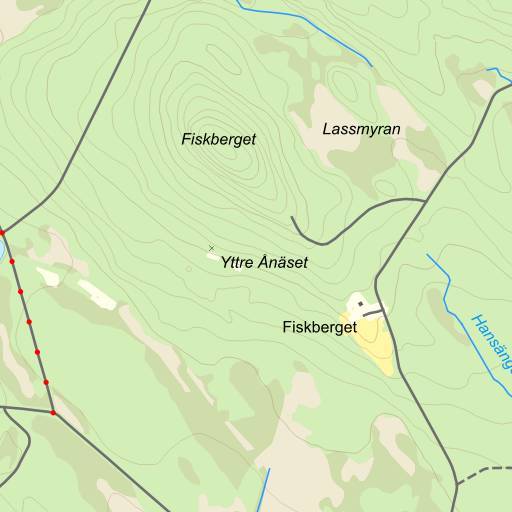 Lassmyran
Fiskberget
Yttre Ånäset
Fiskberget